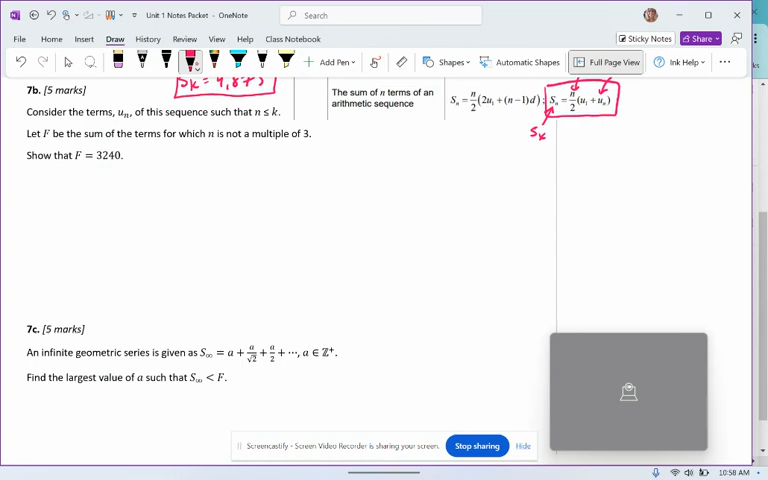 Unit 1 Notes Packet - OneNote
Search
File Home Insert Draw History Review View Help Class Notebook
Sticky Notes Share
Add Pen Shapes Automatic Shapes Full Page View Ink Help
7b. [5 marks]
Consider the terms, uₙ, of this sequence such that n ≤ k.
Let F be the sum of the terms for which n is not a multiple of 3.
Show that F = 3240.
The sum of n terms of an
arithmetic sequence
Sₙ = n/2 (2u₁ + (n−1)d); Sₙ = n/2 (u₁ + uₙ)
Sk
7c. [5 marks]
An infinite geometric series is given as S∞ = a + a/√2 + a/2 + ⋯, a ∈ ℤ⁺.
Find the largest value of a such that S∞ < F.
Screencastify - Screen Video Recorder is sharing your screen.
Stop sharing
Hide
10:58 AM